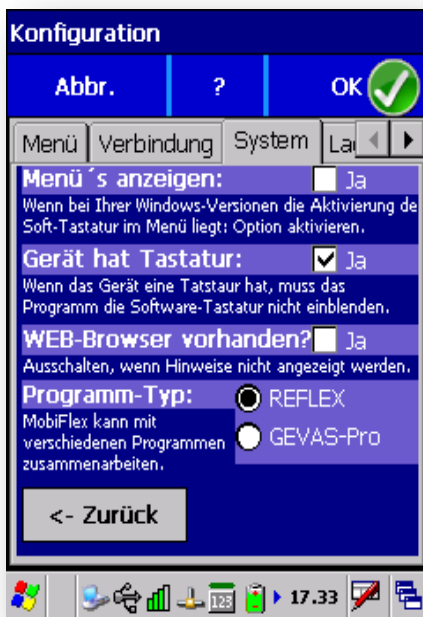 Konfiguration
Abbr. ? OK
Menü Verbindung System La
Menü´s anzeigen: Ja
Wenn bei Ihrer Windows-Versionen die Aktivierung de
Soft-Tastatur im Menü liegt: Option aktivieren.
Gerät hat Tastatur: Ja
Wenn das Gerät eine Tatstaur hat, muss das
Programm die Software-Tastatur nicht einblenden.
WEB-Browser vorhanden? Ja
Ausschalten, wenn Hinweise nicht angezeigt werden.
Programm-Typ: REFLEX
MobiFlex kann mit
verschiedenen Programmen GEVAS-Pro
zusammenarbeiten.
<- Zurück
123 17.33